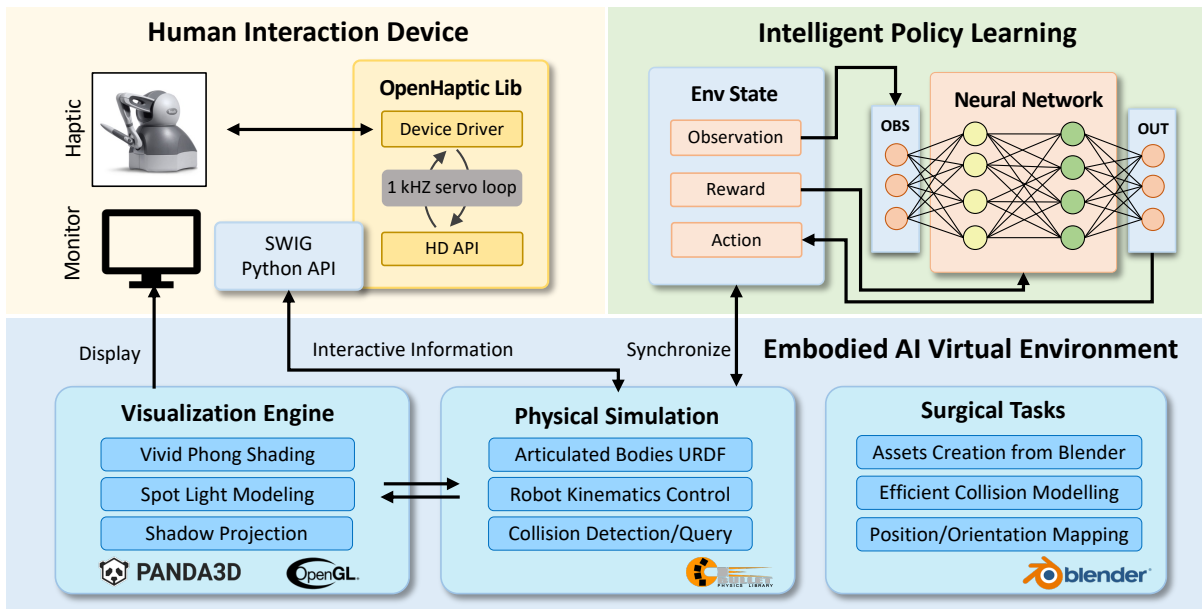 Human Interaction Device
Haptic
Monitor
OpenHaptic Lib
Device Driver
1 kHZ servo loop
HD API
SWIG
Python API
Intelligent Policy Learning
Env State
Observation
Reward
Action
OBS
Neural Network
OUT
Display
Interactive Information
Synchronize
Embodied AI Virtual Environment
Visualization Engine
Vivid Phong Shading
Spot Light Modeling
Shadow Projection
PANDA3D
OpenGL
Physical Simulation
Articulated Bodies URDF
Robot Kinematics Control
Collision Detection/Query
PHYSICS LIBRARY
Surgical Tasks
Assets Creation from Blender
Efficient Collision Modelling
Position/Orientation Mapping
blender